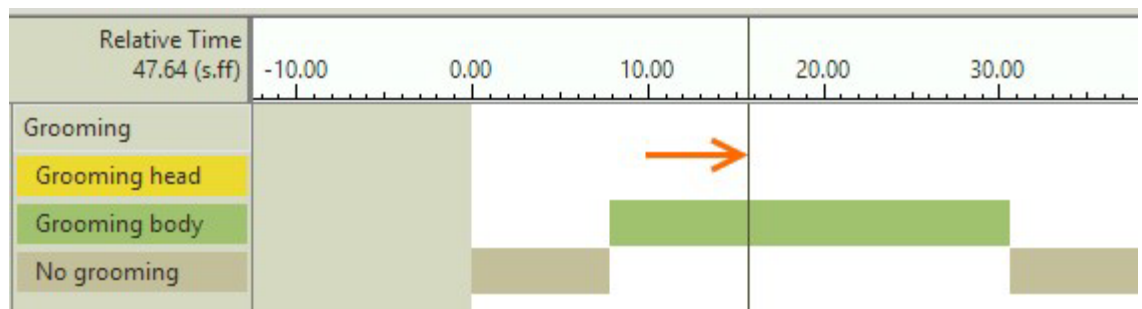 Relative Time
47.64 (s.ff)
-10.00 0.00 10.00 20.00 30.00
Grooming
Grooming head
Grooming body
No grooming